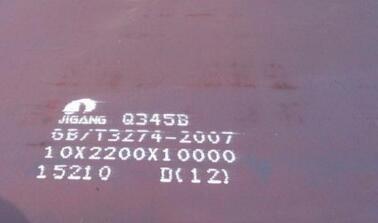 JIGANG Q345B
GB/T3274-2007
10X2200X10000
15210 D(12)